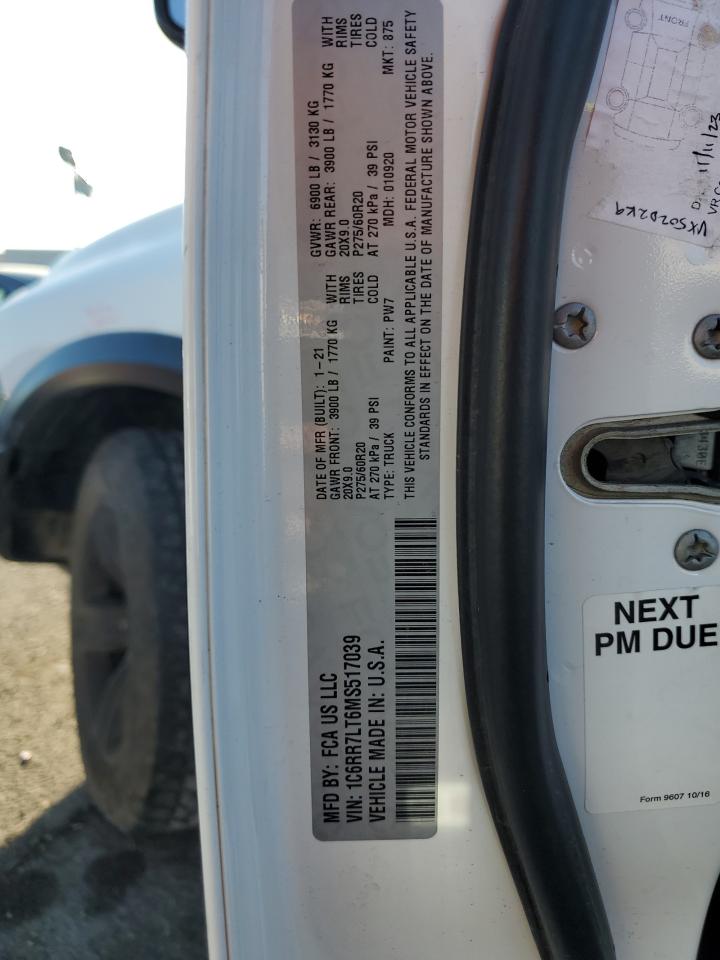 MFD BY: FCA US LLC
VIN: 1C6RR7LT6MS517039
VEHICLE MADE IN: U.S.A.
DATE OF MFR (BUILT): 1-21
GAWR FRONT: 3900 LB / 1770 KG WITH
20X9.0 RIMS
P275/60R20 TIRES
AT 270 kPa / 39 PSI COLD
TYPE: TRUCK PAINT: PW7
GVWR: 6900 LB / 3130 KG
GAWR REAR: 3900 LB / 1770 KG WITH
20X9.0 RIMS
P275/60R20 TIRES
AT 270 kPa / 39 PSI COLD
MDH: 010920 MKT: 875
THIS VEHICLE CONFORMS TO ALL APPLICABLE U.S.A. FEDERAL MOTOR VEHICLE SAFETY
STANDARDS IN EFFECT ON THE DATE OF MANUFACTURE SHOWN ABOVE.
FRONT
11/11/23
NEXT
PM DUE
Form 9607 10/16